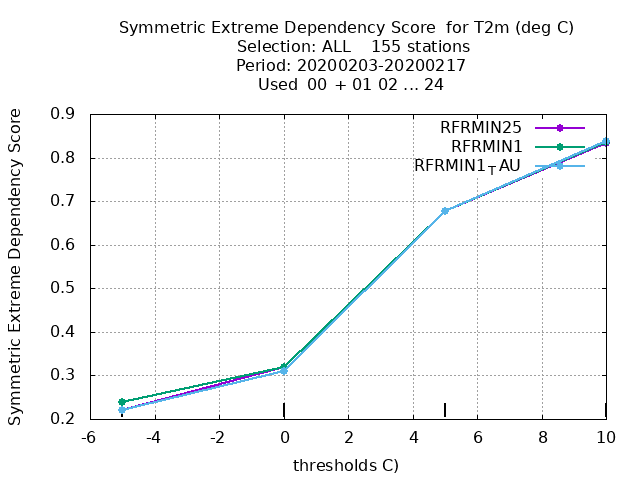 Symmetric Extreme Dependency Score for T2m (deg C)
Selection: ALL 155 stations
Period: 20200203-20200217
Used 00 + 01 02 ... 24
Symmetric Extreme Dependency Score
0.9
0.8
0.7
0.6
0.5
0.4
0.3
0.2
RFRMIN25
RFRMIN1
RFRMIN1TAU
-6 -4 -2 0 2 4 6 8 10
thresholds C)